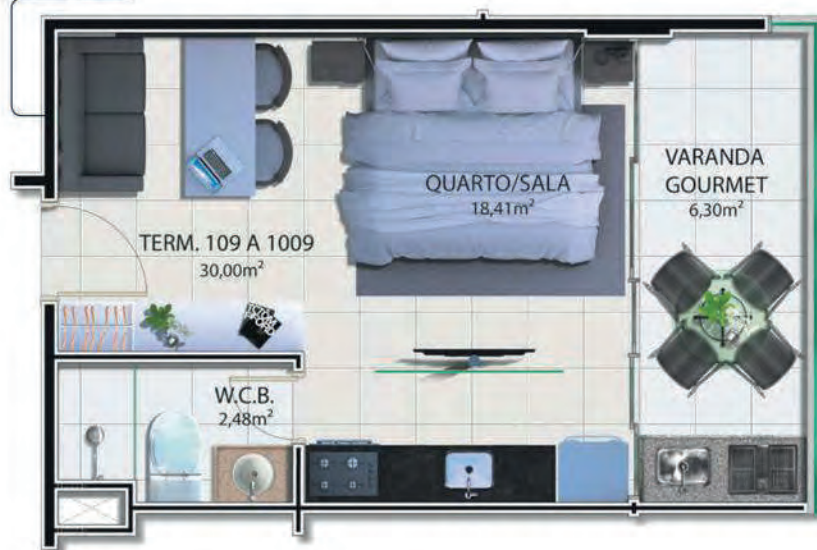 QUARTO/SALA
18,41m²
VARANDA
GOURMET
6,30m²
TERM. 109 A 1009
30,00m²
W.C.B.
2,48m²